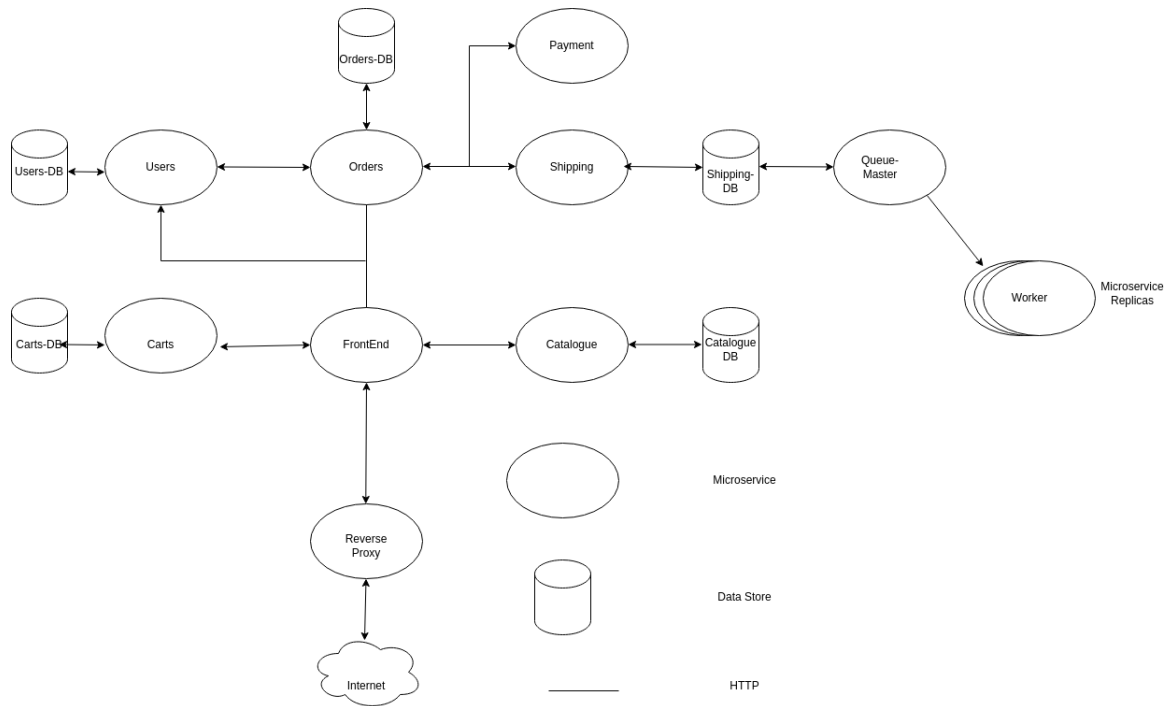 Orders-DB
Payment
Users-DB
Users
Orders
Shipping
Shipping-
DB
Queue-
Master
Worker
Microservice
Replicas
Carts-DB
Carts
FrontEnd
Catalogue
Catalogue
DB
Microservice
Reverse
Proxy
Data Store
Internet
HTTP